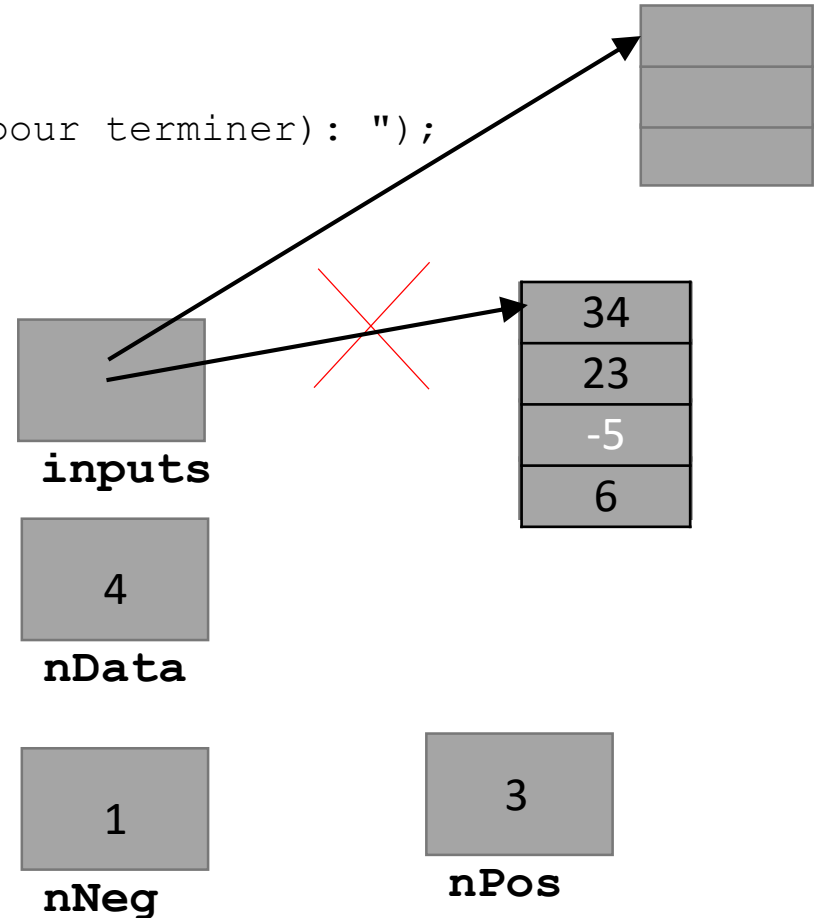 pour terminer): ");
34
23
-5
6
inputs
4
nData
1
3
nNeg
nPos